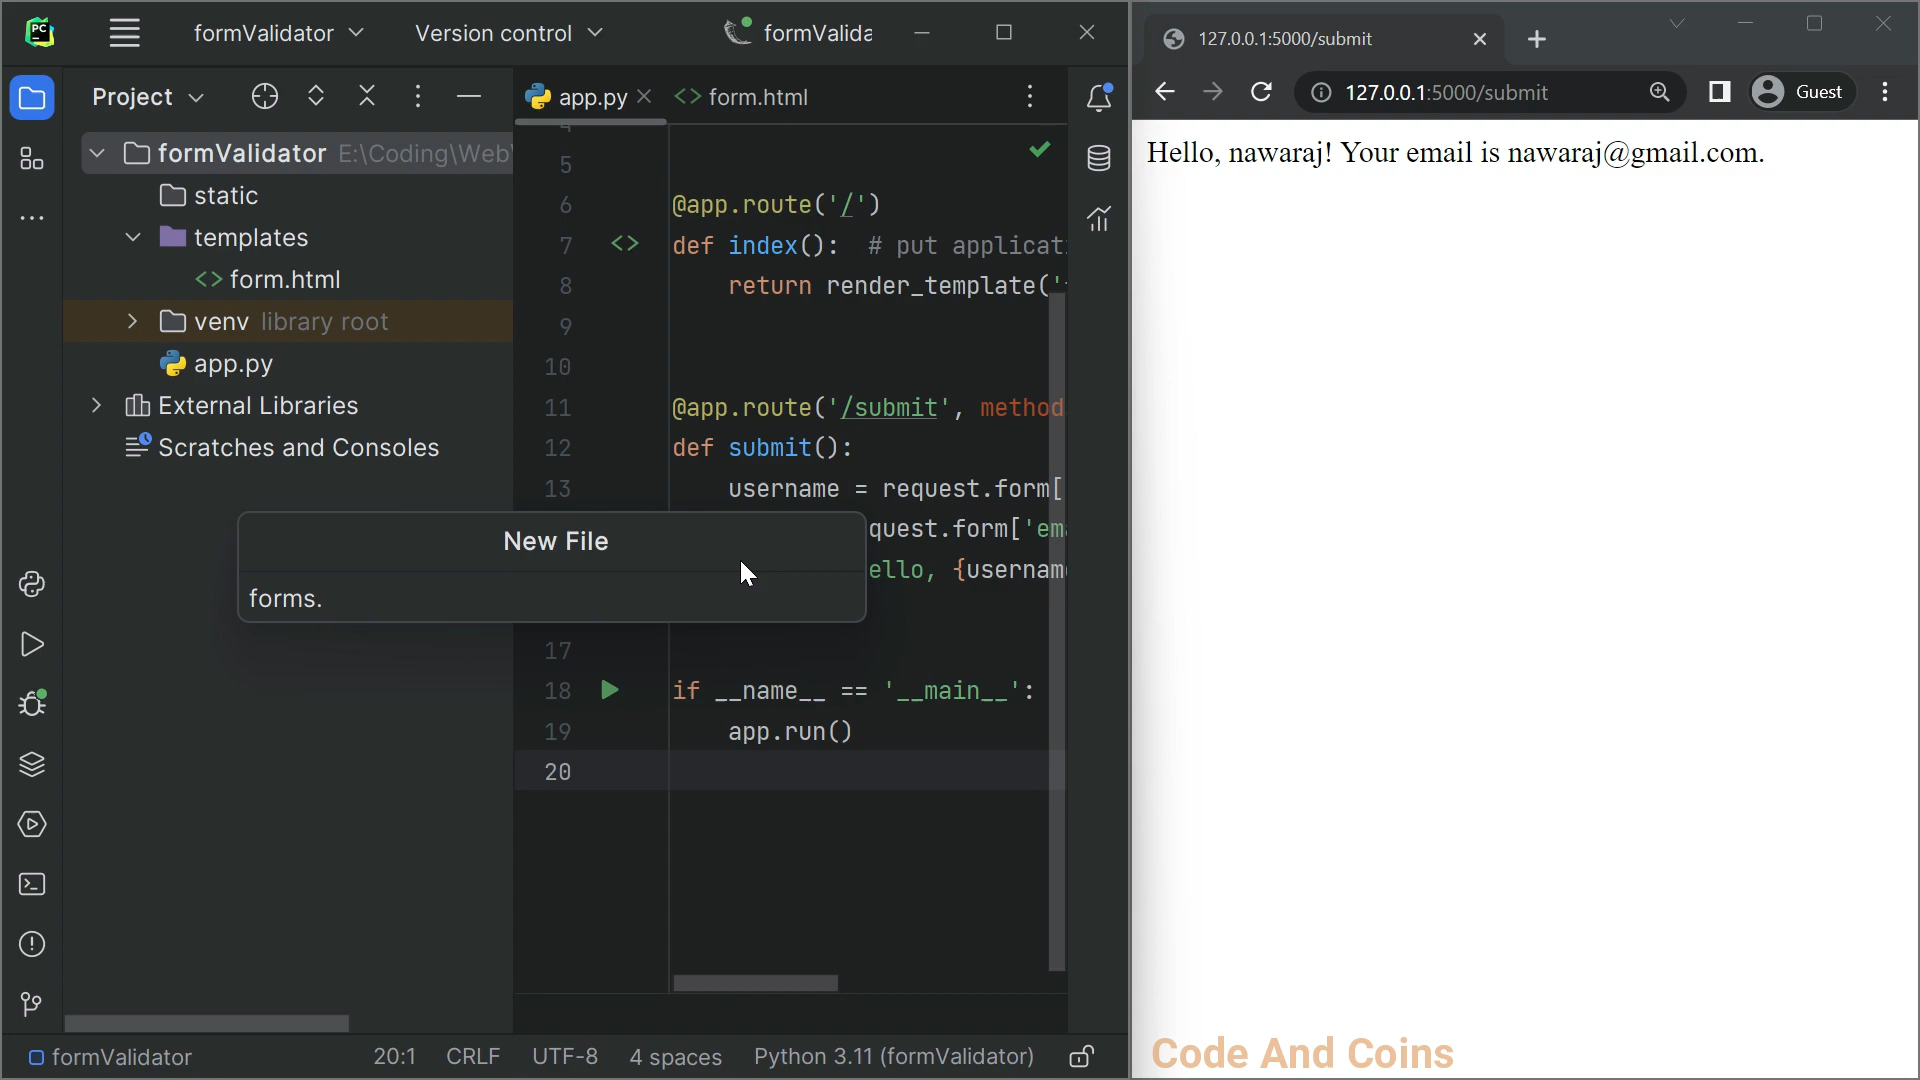 PC
formValidator
Version control
formValida
Project
formValidator E:\Coding\Web
static
templates
form.html
venv library root
app.py
External Libraries
Scratches and Consoles
app.py
form.html
4
5
6 @app.route('/')
7 def index(): # put applicat
8 return render_template('
9
10
11 @app.route('/submit', method
12 def submit():
13 username = request.form[
quest.form['em
ello, {usernam
17
18 if __name__ == '__main__':
19 app.run()
20
New File
forms.
formValidator
20:1 CRLF UTF-8 4 spaces Python 3.11 (formValidator)
127.0.0.1:5000/submit
127.0.0.1:5000/submit
Guest
Hello, nawaraj! Your email is nawaraj@gmail.com.
Code And Coins